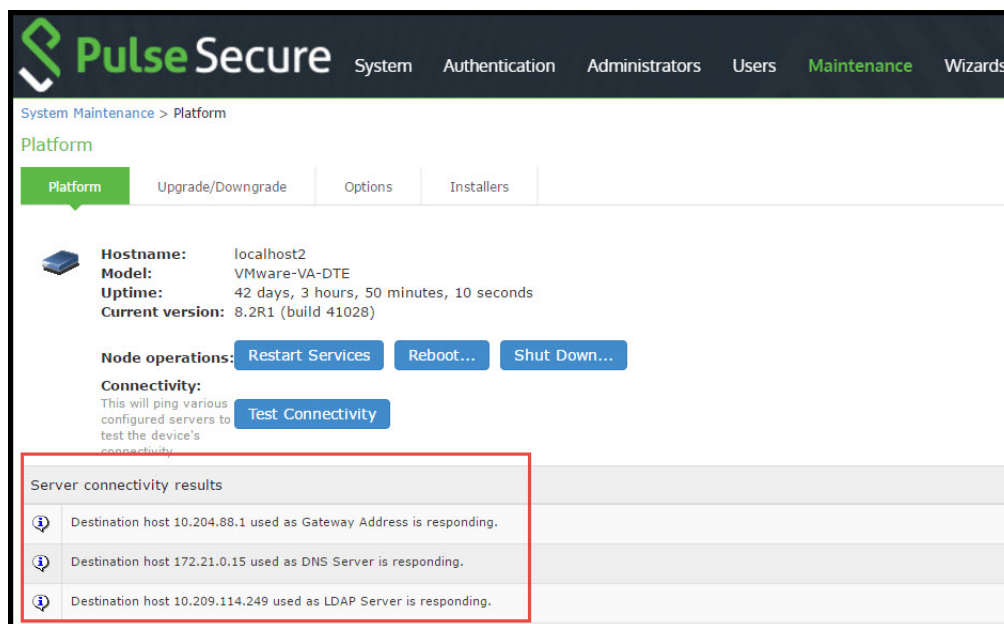 Pulse Secure System Authentication Administrators Users Maintenance Wizards
System Maintenance > Platform
Platform
Platform Upgrade/Downgrade Options Installers
Hostname: localhost2
Model: VMware-VA-DTE
Uptime: 42 days, 3 hours, 50 minutes, 10 seconds
Current version: 8.2R1 (build 41028)
Node operations: Restart Services Reboot... Shut Down...
Connectivity:
This will ping various
configured servers to
test the device's
connectivity
Test Connectivity
Server connectivity results
Destination host 10.204.88.1 used as Gateway Address is responding.
Destination host 172.21.0.15 used as DNS Server is responding.
Destination host 10.209.114.249 used as LDAP Server is responding.